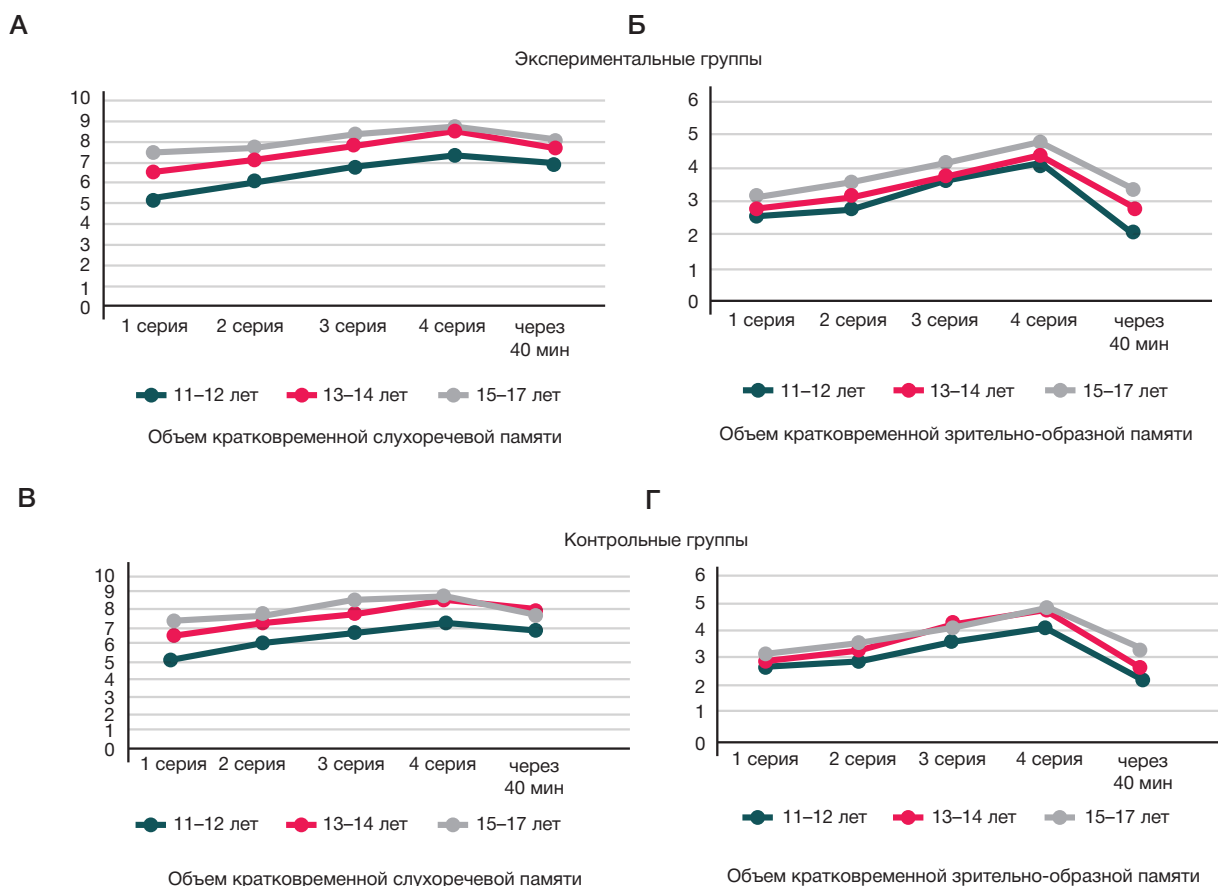 А
Б
Экспериментальные группы
10
9
8
7
6
5
4
3
2
1
0
1 серия
2 серия
3 серия
4 серия
через
40 мин
11–12 лет
13–14 лет
15–17 лет
Объем кратковременной слухоречевой памяти
6
5
4
3
2
1
0
1 серия
2 серия
3 серия
4 серия
через
40 мин
11–12 лет
13–14 лет
15–17 лет
Объем кратковременной зрительно-образной памяти
В
Г
Контрольные группы
10
9
8
7
6
5
4
3
2
1
0
1 серия
2 серия
3 серия
4 серия
через
40 мин
11–12 лет
13–14 лет
15–17 лет
Объем кратковременной слухоречевой памяти
6
5
4
3
2
1
0
1 серия
2 серия
3 серия
4 серия
через
40 мин
11–12 лет
13–14 лет
15–17 лет
Объем кратковременной зрительно-образной памяти